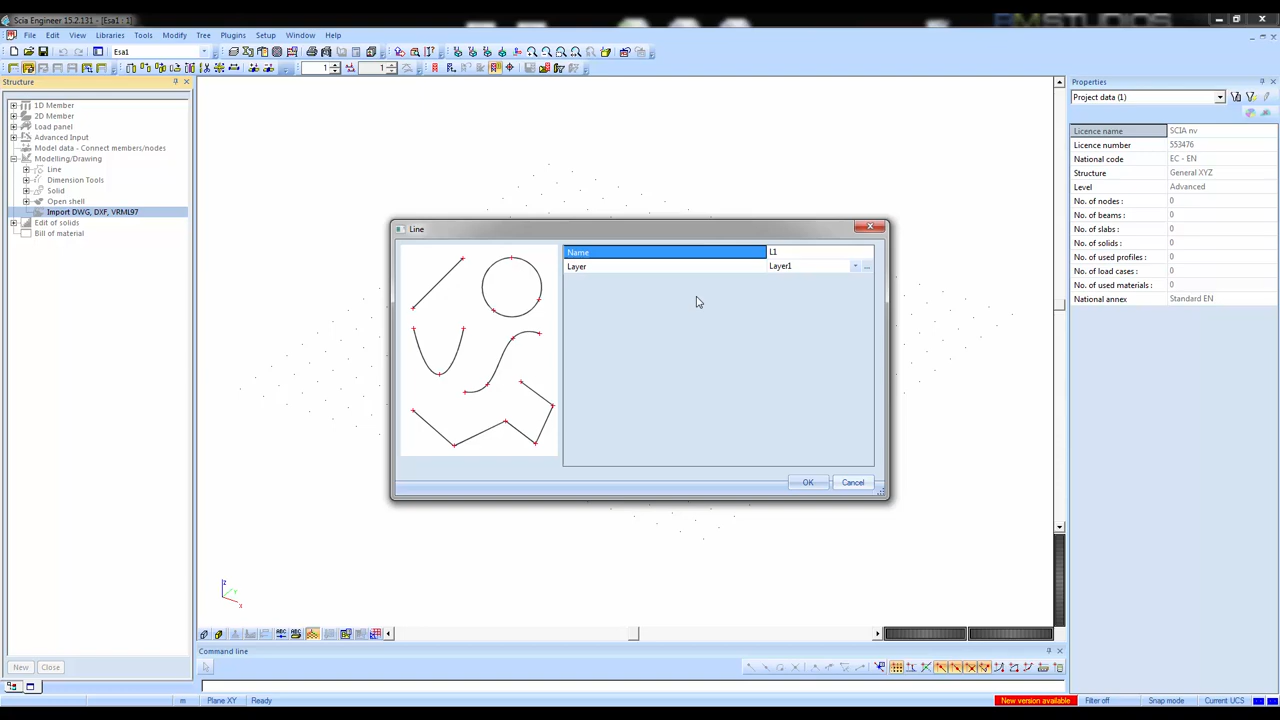 Scia Engineer 15.2.131 - [Esa1 : 1]
RMSTUDIOS
File Edit View Libraries Tools Modify Tree Plugins Setup Window Help
Esa1
1
1
Structure
1D Member
2D Member
Load panel
Advanced Input
Model data - Connect members/nodes
Modelling/Drawing
Line
Dimension Tools
Solid
Open shell
Import DWG, DXF, VRML97
Edit of solids
Bill of material
New Close
Line
Name L1
Layer Layer1
OK Cancel
Properties
Project data (1)
Licence name SCIA nv
Licence number 553476
National code EC - EN
Structure General XYZ
Level Advanced
No. of nodes : 0
No. of beams : 0
No. of slabs : 0
No. of solids : 0
No. of used profiles : 0
No. of load cases : 0
No. of used materials : 0
National annex Standard EN
Z
Y
X
Command line
m Plane XY Ready New version available Filter off Snap mode Current UCS